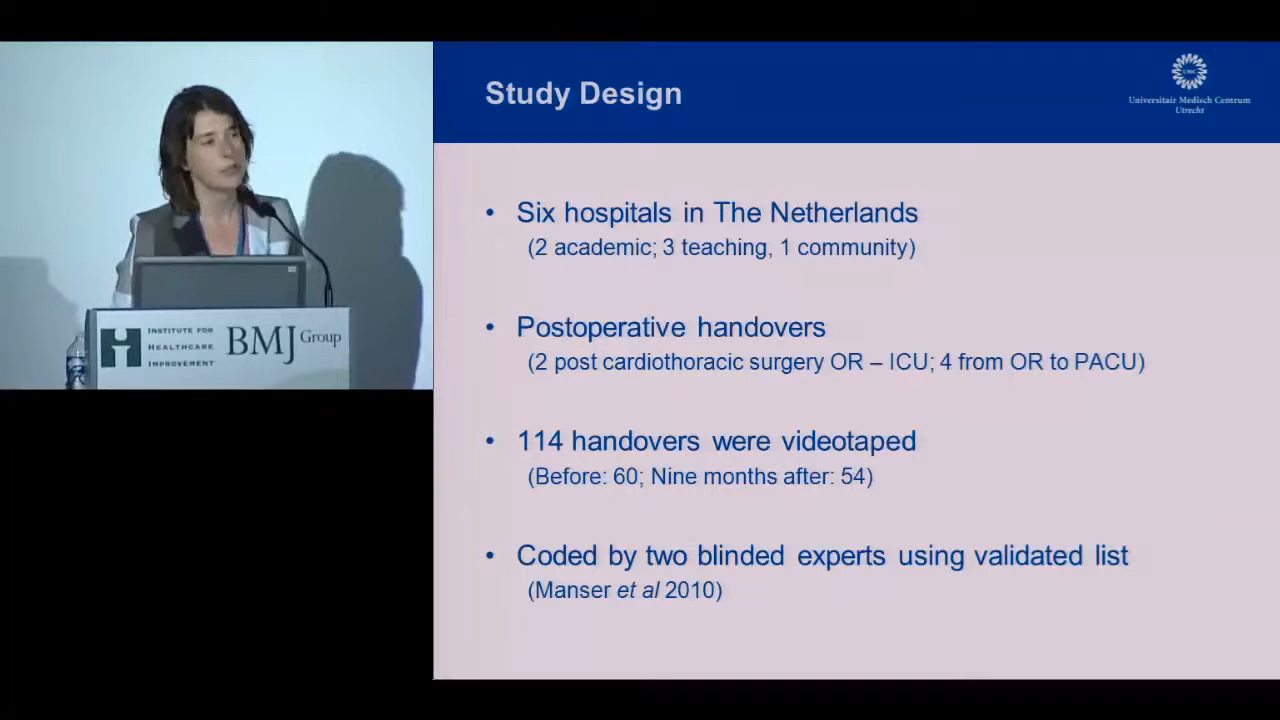 Study Design
UMC
Universitair Medisch Centrum
Utrecht
• Six hospitals in The Netherlands
(2 academic; 3 teaching, 1 community)
• Postoperative handovers
(2 post cardiothoracic surgery OR – ICU; 4 from OR to PACU)
• 114 handovers were videotaped
(Before: 60; Nine months after: 54)
• Coded by two blinded experts using validated list
(Manser et al 2010)
INSTITUTE FOR
HEALTHCARE
IMPROVEMENT
BMJ Group